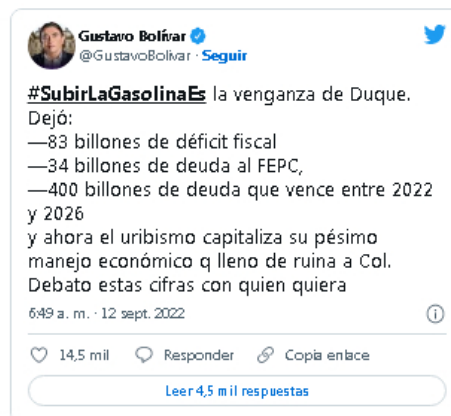 Gustavo Bolívar
@GustavoBolivar · Seguir
#SubirLaGasolinaEs la venganza de Duque.
Dejó:
—83 billones de déficit fiscal
—34 billones de deuda al FEPC,
—400 billones de deuda que vence entre 2022
y 2026
y ahora el uribismo capitaliza su pésimo
manejo económico q lleno de ruina a Col.
Debato estas cifras con quien quiera
6:49 a. m. · 12 sept. 2022
14,5 mil Responder Copia enlace
Leer 4,5 mil respuestas